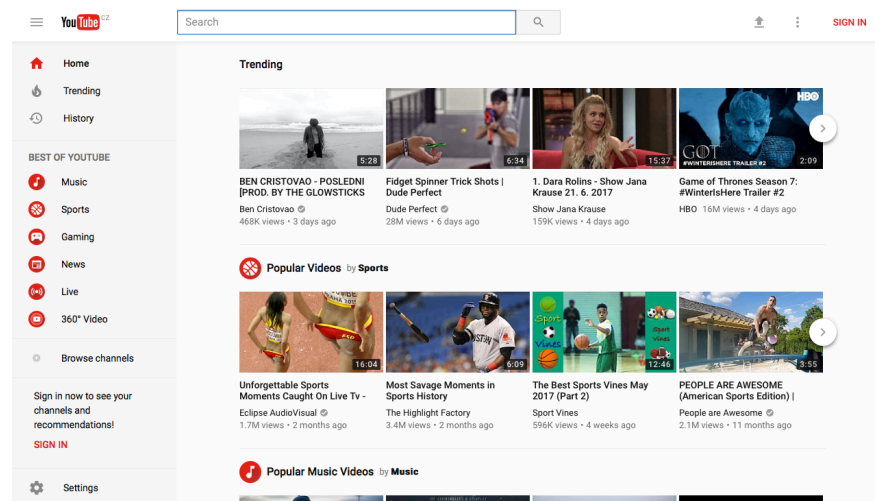 YouTube CZ
Search
SIGN IN
Home
Trending
History
BEST OF YOUTUBE
Music
Sports
Gaming
News
Live
360° Video
Browse channels
Sign in now to see your
channels and
recommendations!
SIGN IN
Settings
Trending
5:28
6:34
15:37
HBO
GOT
#WINTERISHERE TRAILER #2
2:09
BEN CRISTOVAO - POSLEDNI
[PROD. BY THE GLOWSTICKS
Ben Cristovao
468K views • 3 days ago
Fidget Spinner Trick Shots |
Dude Perfect
Dude Perfect
28M views • 6 days ago
1. Dara Rolins - Show Jana
Krause 21. 6. 2017
Show Jana Krause
159K views • 4 days ago
Game of Thrones Season 7:
#WinterIsHere Trailer #2
HBO 16M views • 4 days ago
Popular Videos by Sports
16:04
6:09
Sport
Vines
Sport
Vines
12:46
3:55
Unforgettable Sports
Moments Caught On Live Tv -
Eclipse AudioVisual
1.7M views • 2 months ago
Most Savage Moments in
Sports History
The Highlight Factory
3.4M views • 2 months ago
The Best Sports Vines May
2017 (Part 2)
Sport Vines
596K views • 4 weeks ago
PEOPLE ARE AWESOME
(American Sports Edition) |
People are Awesome
2.1M views • 11 months ago
Popular Music Videos by Music